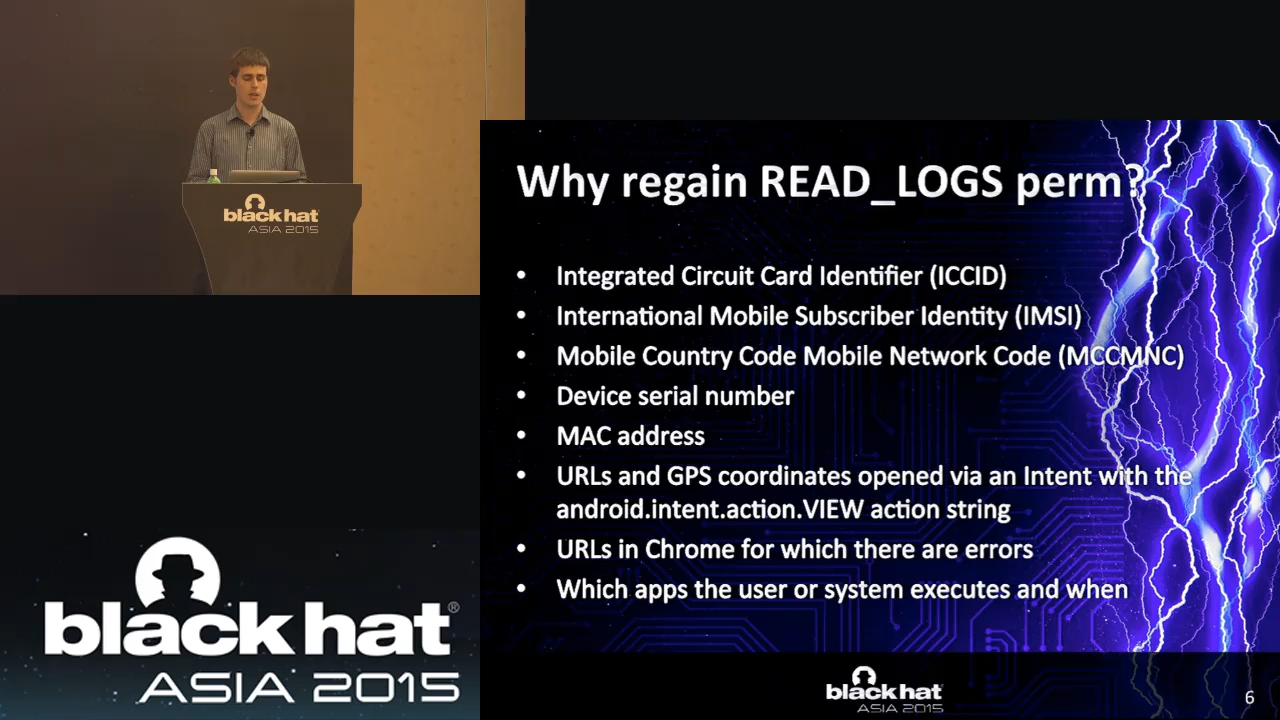 black hat
ASIA 2015
Why regain READ_LOGS perm?
• Integrated Circuit Card Identifier (ICCID)
• International Mobile Subscriber Identity (IMSI)
• Mobile Country Code Mobile Network Code (MCCMNC)
• Device serial number
• MAC address
• URLs and GPS coordinates opened via an Intent with the
android.intent.action.VIEW action string
• URLs in Chrome for which there are errors
• Which apps the user or system executes and when
black hat®
ASIA 2015
black hat
ASIA 2015
6